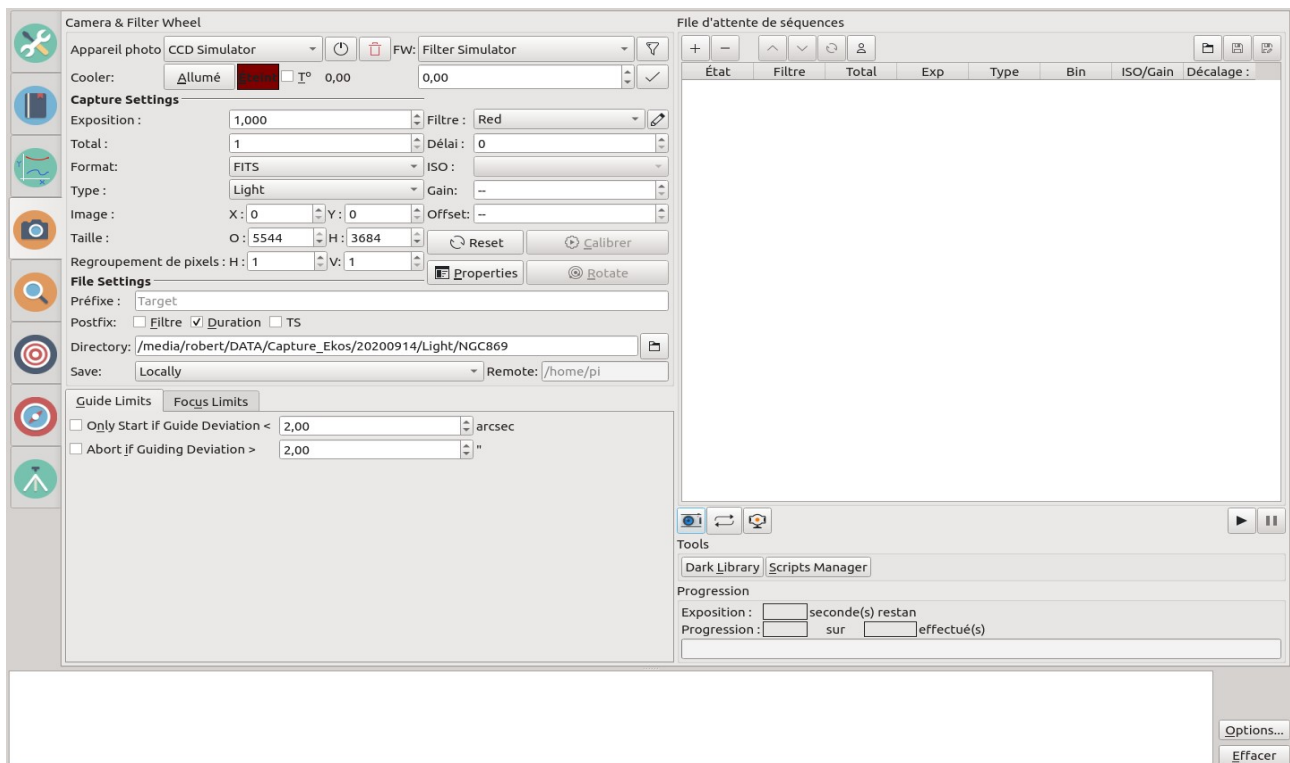 Camera & Filter Wheel
Appareil photo CCD Simulator FW: Filter Simulator
Cooler: Allumé Éteint T° 0,00 0,00
Capture Settings
Exposition : 1,000 Filtre : Red
Total : 1 Délai : 0
Format: FITS ISO :
Type : Light Gain: --
Image : X : 0 Y : 0 Offset: --
Taille : O : 5544 H : 3684 Reset Calibrer
Regroupement de pixels : H : 1 V: 1
Properties Rotate
File Settings
Préfixe : Target
Postfix: Filtre Duration TS
Directory: /media/robert/DATA/Capture_Ekos/20200914/Light/NGC869
Save: Locally Remote: /home/pi
Guide Limits Focus Limits
Only Start if Guide Deviation < 2,00 arcsec
Abort if Guiding Deviation > 2,00 "
FIle d'attente de séquences
État Filtre Total Exp Type Bin ISO/Gain Décalage :
Tools
Dark Library Scripts Manager
Progression
Exposition : seconde(s) restan
Progression : sur effectué(s)
Options...
Effacer